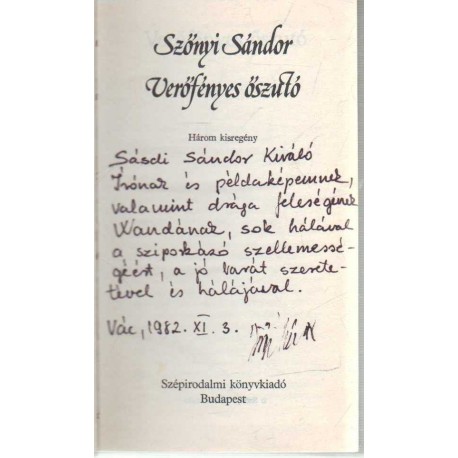 Szőnyi Sándor
Verőfényes őszutó
Három kisregény
Sásdi Sándor Kiváló
Írónak és példaképemnek,
valamint drága feleségének
Wandának, sok hálával
a sziporkázó szellemessé-
géért, a jó barát szerete-
tével és hálájával.
Vác, 1982. XI. 3.
Szépirodalmi könyvkiadó
Budapest